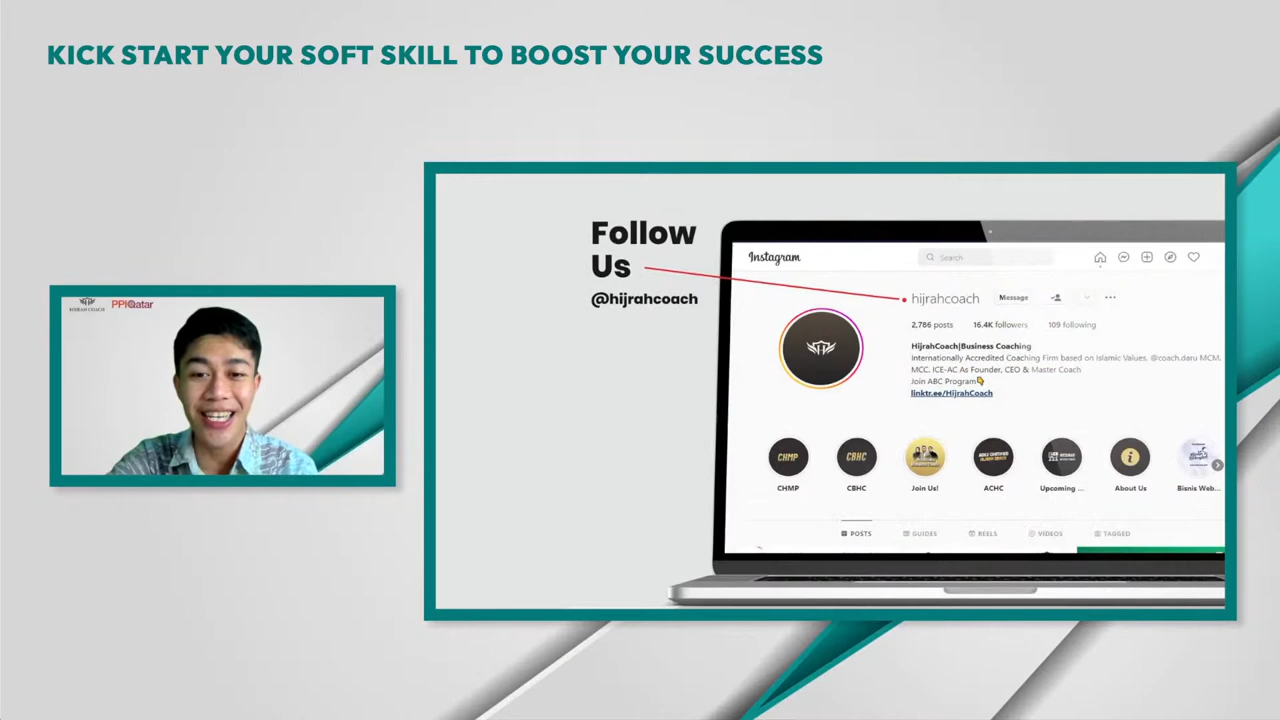 KICK START YOUR SOFT SKILL TO BOOST YOUR SUCCESS
HIJRAH COACH
PPIQatar
Follow
Us
@hijrahcoach
Instagram
Search
hijrahcoach
Message
2,786 posts 16.4K followers 109 following
HijrahCoach|Business Coaching
Internationally Accredited Coaching Firm based on Islamic Values, @coach.daru MCM,
MCC, ICE-AC As Founder, CEO & Master Coach
Join ABC Program👇
linktr.ee/HijrahCoach
CHMP CBHC ACHC
CHMP CBHC Join Us! ACHC Upcoming ... About Us Bisnis Web...
POSTS GUIDES REELS VIDEOS TAGGED